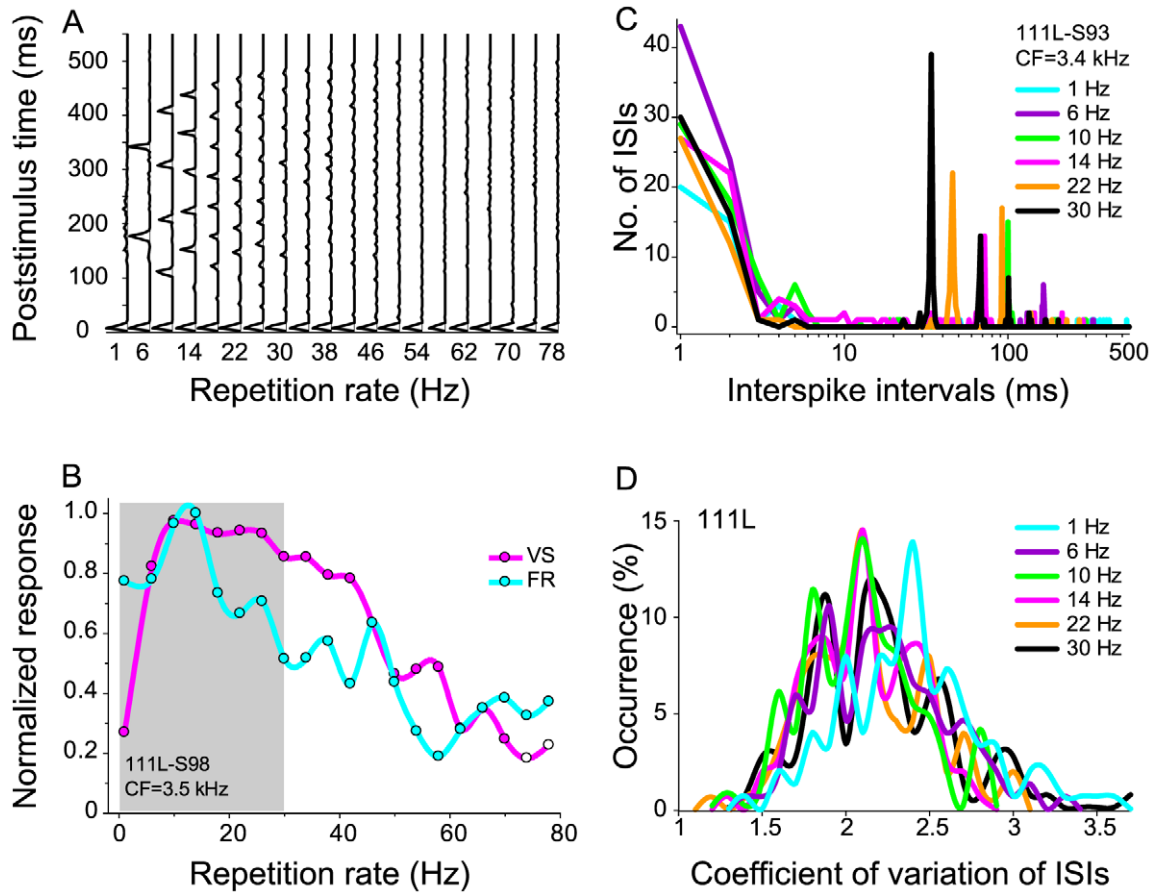 A
Poststimulus time (ms)
500
400
300
200
100
0
1 6 14 22 30 38 46 54 62 70 78
Repetition rate (Hz)
B
Normalized response
1.0
0.8
0.6
0.4
0.2
0
VS
FR
111L-S98
CF=3.5 kHz
0 20 40 60 80
Repetition rate (Hz)
C
No. of ISIs
40
30
20
10
0
111L-S93
CF=3.4 kHz
1 Hz
6 Hz
10 Hz
14 Hz
22 Hz
30 Hz
1 10 100 500
Interspike intervals (ms)
D
Occurrence (%)
15
10
5
0
111L
1 Hz
6 Hz
10 Hz
14 Hz
22 Hz
30 Hz
1 1.5 2 2.5 3 3.5
Coefficient of variation of ISIs